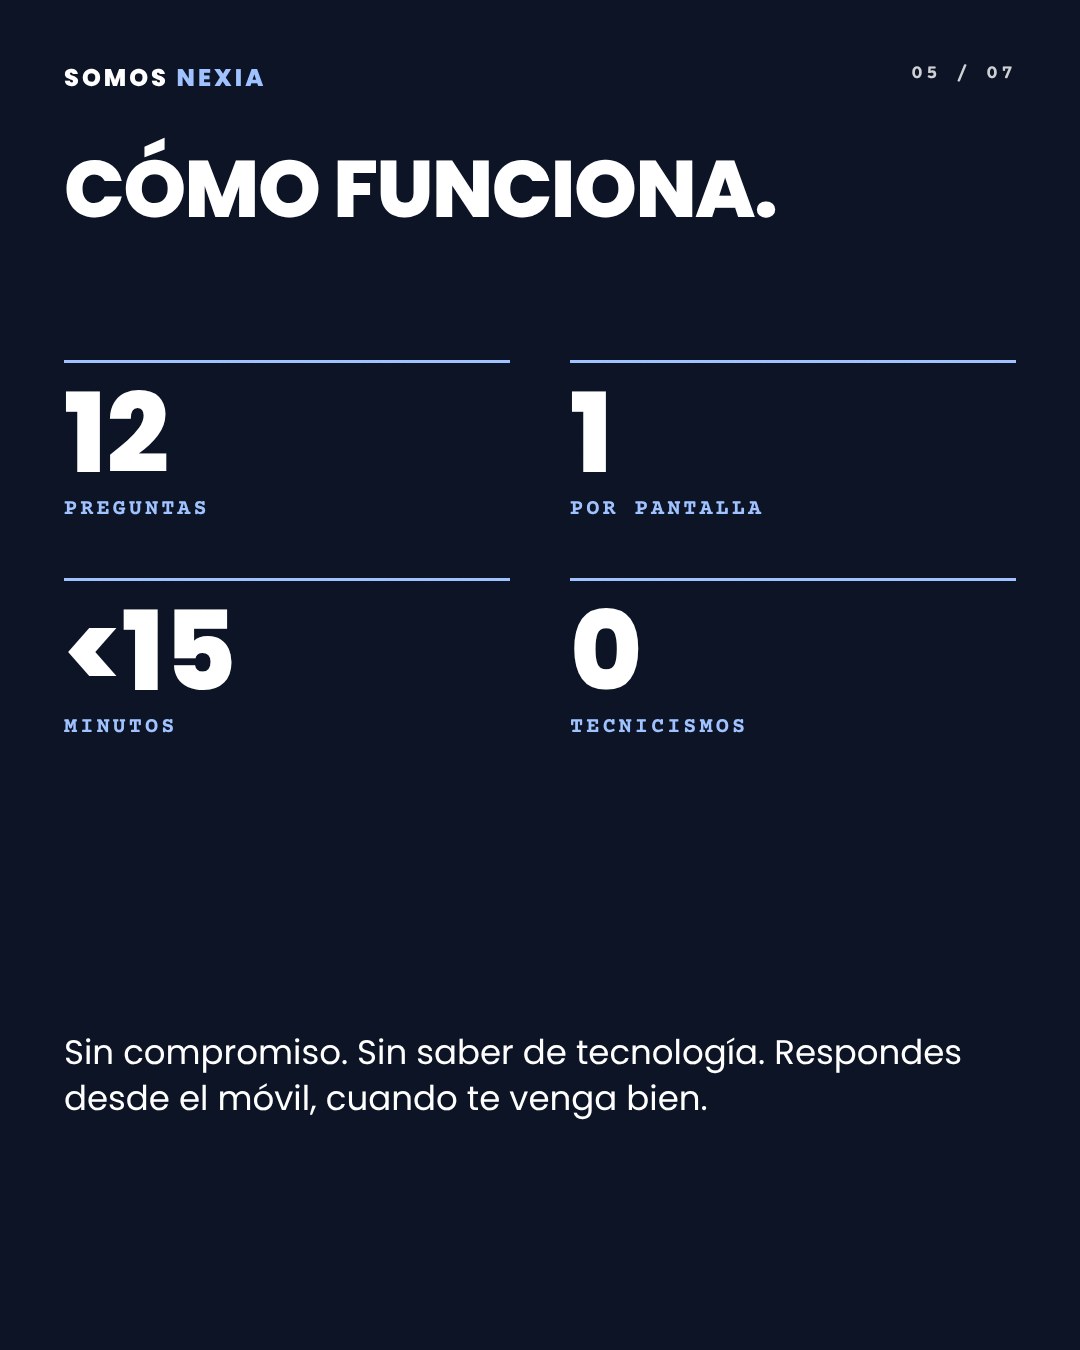 SOMOS NEXIA
05 / 07
CÓMO FUNCIONA.
12
PREGUNTAS
1
POR PANTALLA
<15
MINUTOS
0
TECNICISMOS
Sin compromiso. Sin saber de tecnología. Respondes
desde el móvil, cuando te venga bien.